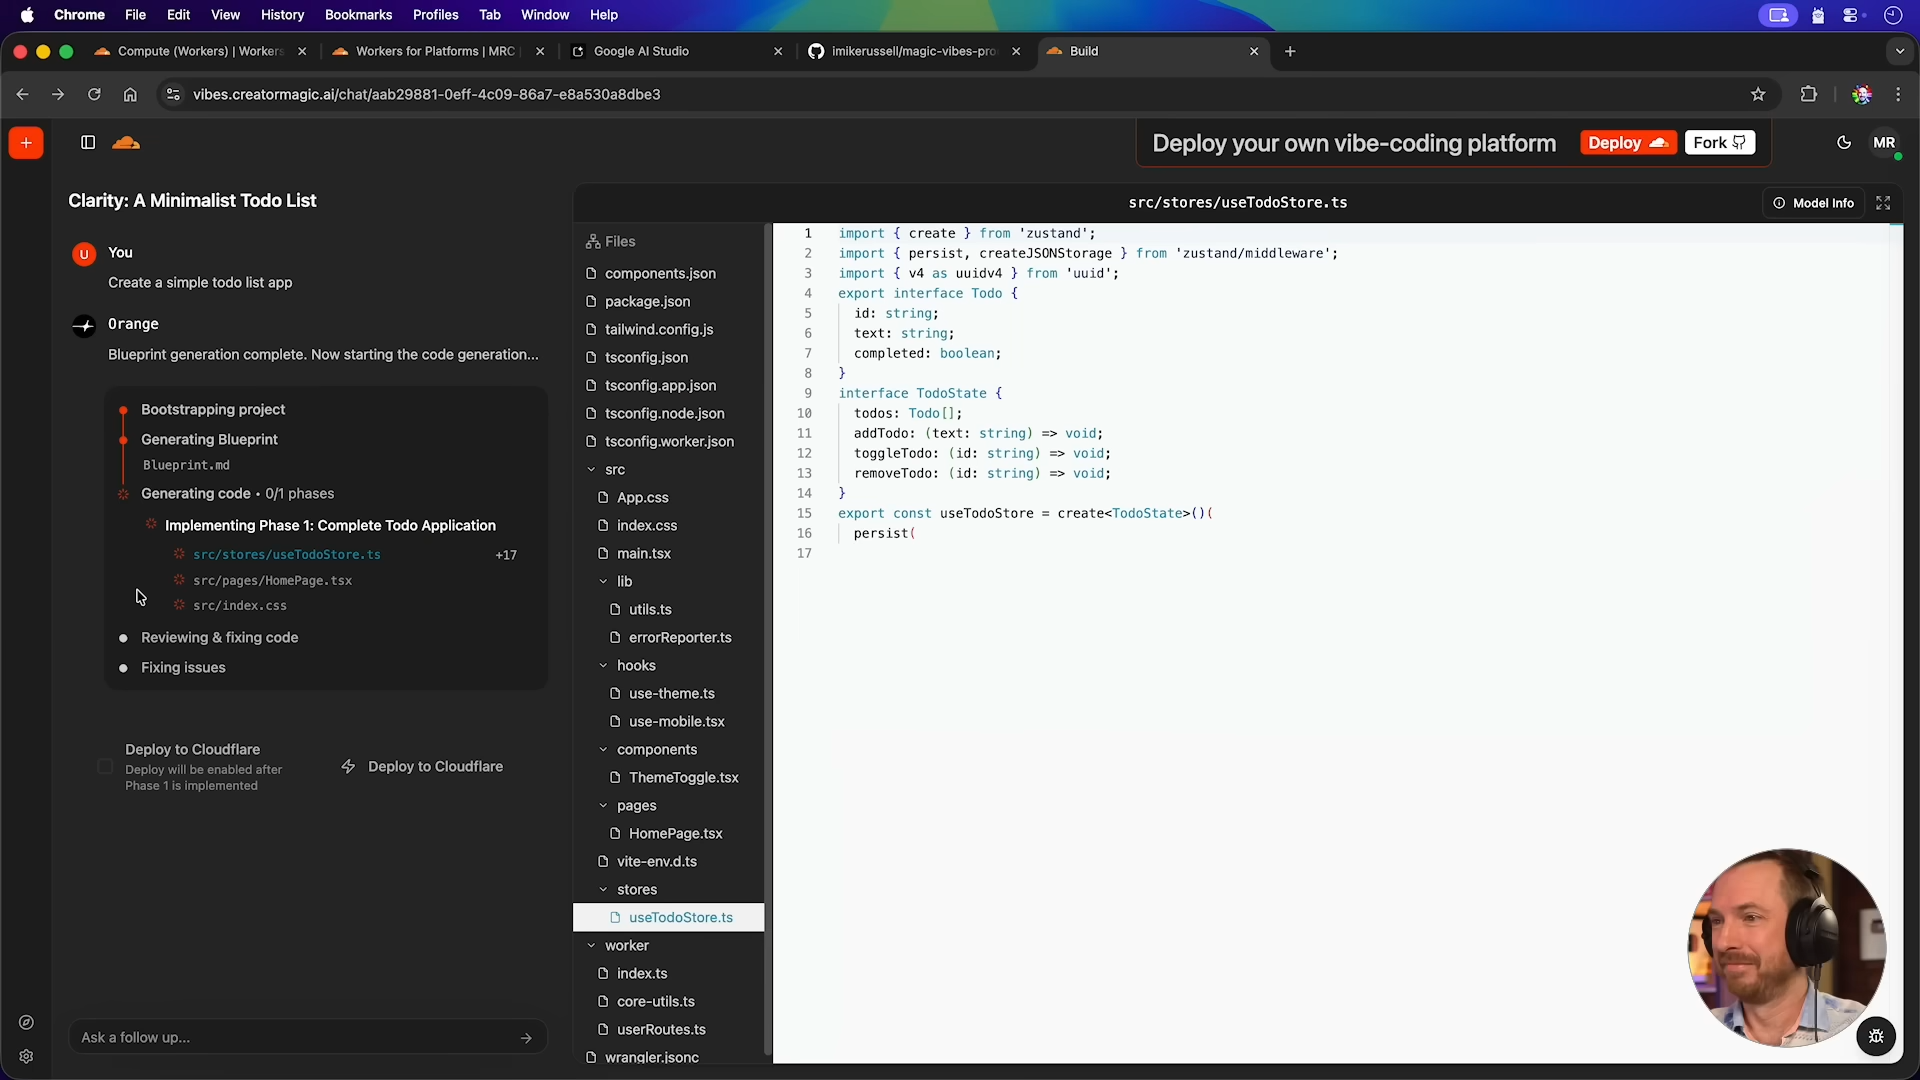 Chrome File Edit View History Bookmarks Profiles Tab Window Help
Compute (Workers) | Workers
Workers for Platforms | MRC
Google AI Studio
imikerussell/magic-vibes-pro
Build
vibes.creatormagic.ai/chat/aab29881-0eff-4c09-86a7-e8a530a8dbe3
Deploy your own vibe-coding platform
Deploy
Fork
MR
Clarity: A Minimalist Todo List
U
You
Create a simple todo list app
Orange
Blueprint generation complete. Now starting the code generation...
Bootstrapping project
Generating Blueprint
Blueprint.md
Generating code • 0/1 phases
Implementing Phase 1: Complete Todo Application
src/stores/useTodoStore.ts +17
src/pages/HomePage.tsx
src/index.css
Reviewing & fixing code
Fixing issues
Deploy to Cloudflare
Deploy will be enabled after
Phase 1 is implemented
Deploy to Cloudflare
Ask a follow up...
Files
components.json
package.json
tailwind.config.js
tsconfig.json
tsconfig.app.json
tsconfig.node.json
tsconfig.worker.json
src
App.css
index.css
main.tsx
lib
utils.ts
errorReporter.ts
hooks
use-theme.ts
use-mobile.tsx
components
ThemeToggle.tsx
pages
HomePage.tsx
vite-env.d.ts
stores
useTodoStore.ts
worker
index.ts
core-utils.ts
userRoutes.ts
wrangler.jsonc
src/stores/useTodoStore.ts
Model Info
1 import { create } from 'zustand';
2 import { persist, createJSONStorage } from 'zustand/middleware';
3 import { v4 as uuidv4 } from 'uuid';
4 export interface Todo {
5 id: string;
6 text: string;
7 completed: boolean;
8 }
9 interface TodoState {
10 todos: Todo[];
11 addTodo: (text: string) => void;
12 toggleTodo: (id: string) => void;
13 removeTodo: (id: string) => void;
14 }
15 export const useTodoStore = create<TodoState>()(
16 persist(
17